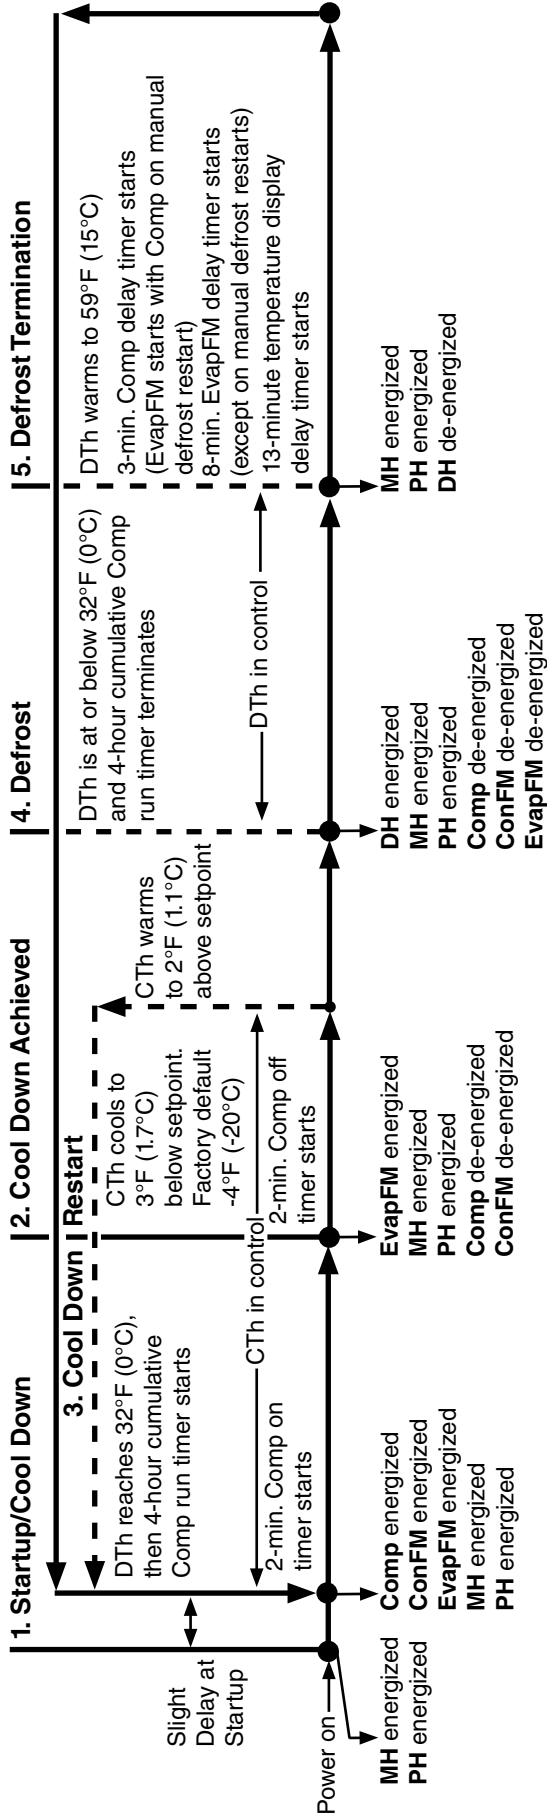 1. Startup/Cool Down
2. Cool Down Achieved
4. Defrost
5. Defrost Termination
3. Cool Down
Restart
Slight
Delay at
Startup
Power on
DTh reaches 32°F (0°C),
then 4-hour cumulative
Comp run timer starts
CTh in control
2-min. Comp on
timer starts
CTh cools to
3°F (1.7°C)
below setpoint.
Factory default
-4°F (-20°C)
2-min. Comp off
timer starts
CTh warms
to 2°F (1.1°C)
above setpoint
DTh is at or below 32°F (0°C)
and 4-hour cumulative Comp
run timer terminates
DTh in control
DTh warms to 59°F (15°C)
3-min. Comp delay timer starts
(EvapFM starts with Comp on manual
defrost restart)
8-min. EvapFM delay timer starts
(except on manual defrost restarts)
13-minute temperature display
delay timer starts
MH energized
PH energized
Comp energized
ConFM energized
EvapFM energized
MH energized
PH energized
EvapFM energized
MH energized
PH energized
Comp de-energized
ConFM de-energized
DH energized
MH energized
PH energized
Comp de-energized
ConFM de-energized
EvapFM de-energized
MH energized
PH energized
DH de-energized